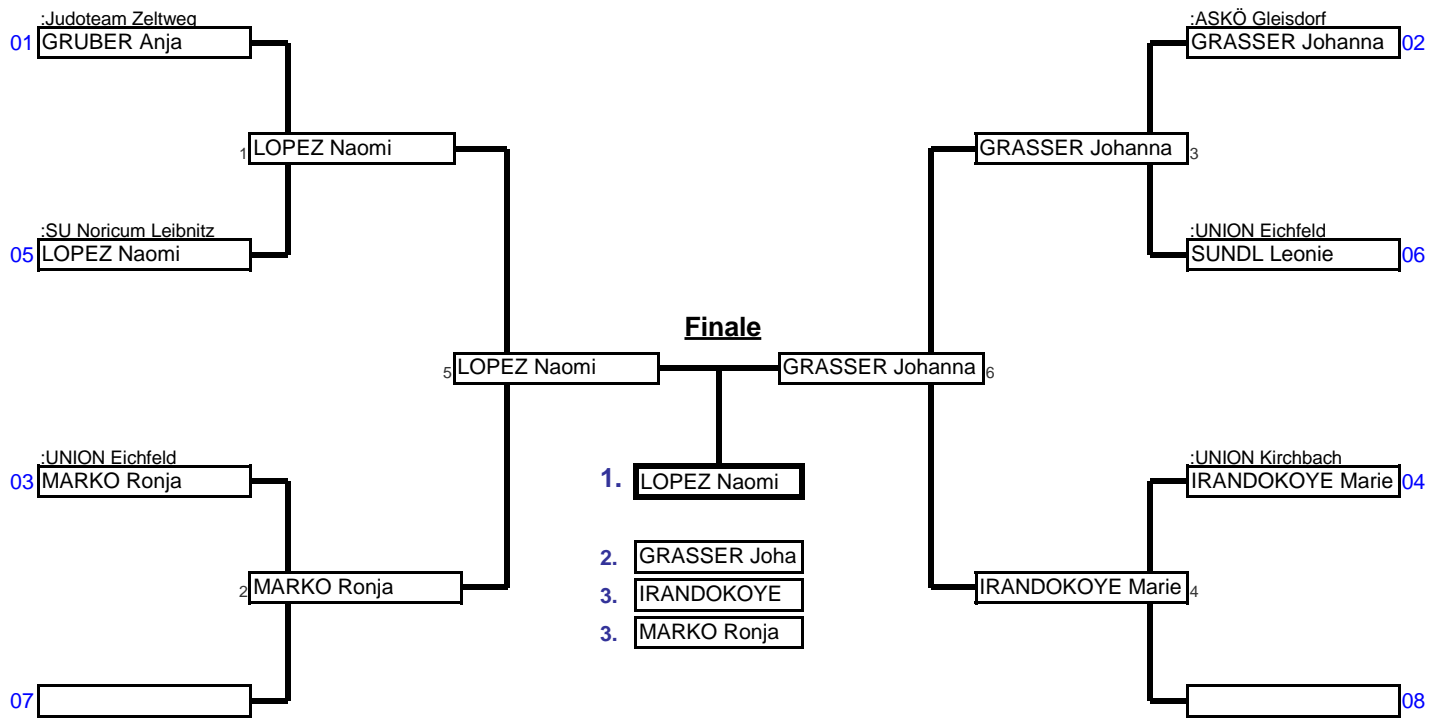 :Judoteam Zeltweg
01 GRUBER Anja
:ASKÖ Gleisdorf
GRASSER Johanna 02
1 LOPEZ Naomi
GRASSER Johanna 3
:SU Noricum Leibnitz
05 LOPEZ Naomi
:UNION Eichfeld
SUNDL Leonie 06
Finale
5 LOPEZ Naomi
GRASSER Johanna 6
:UNION Eichfeld
03 MARKO Ronja
1. LOPEZ Naomi
:UNION Kirchbach
IRANDOKOYE Marie 04
2. GRASSER Joha
3. IRANDOKOYE
3. MARKO Ronja
2 MARKO Ronja
IRANDOKOYE Marie 4
07
08